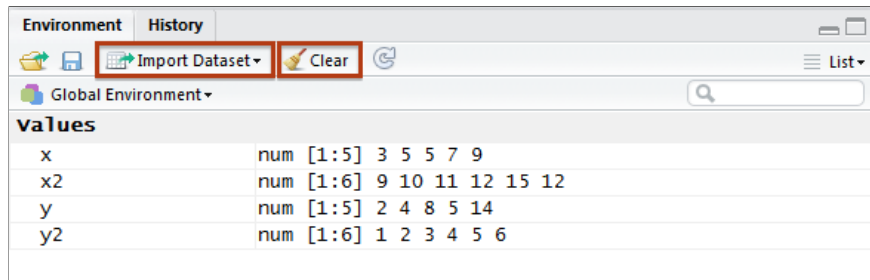 Environment History
Import Dataset Clear List
Global Environment
Values
x num [1:5] 3 5 5 7 9
x2 num [1:6] 9 10 11 12 15 12
y num [1:5] 2 4 8 5 14
y2 num [1:6] 1 2 3 4 5 6